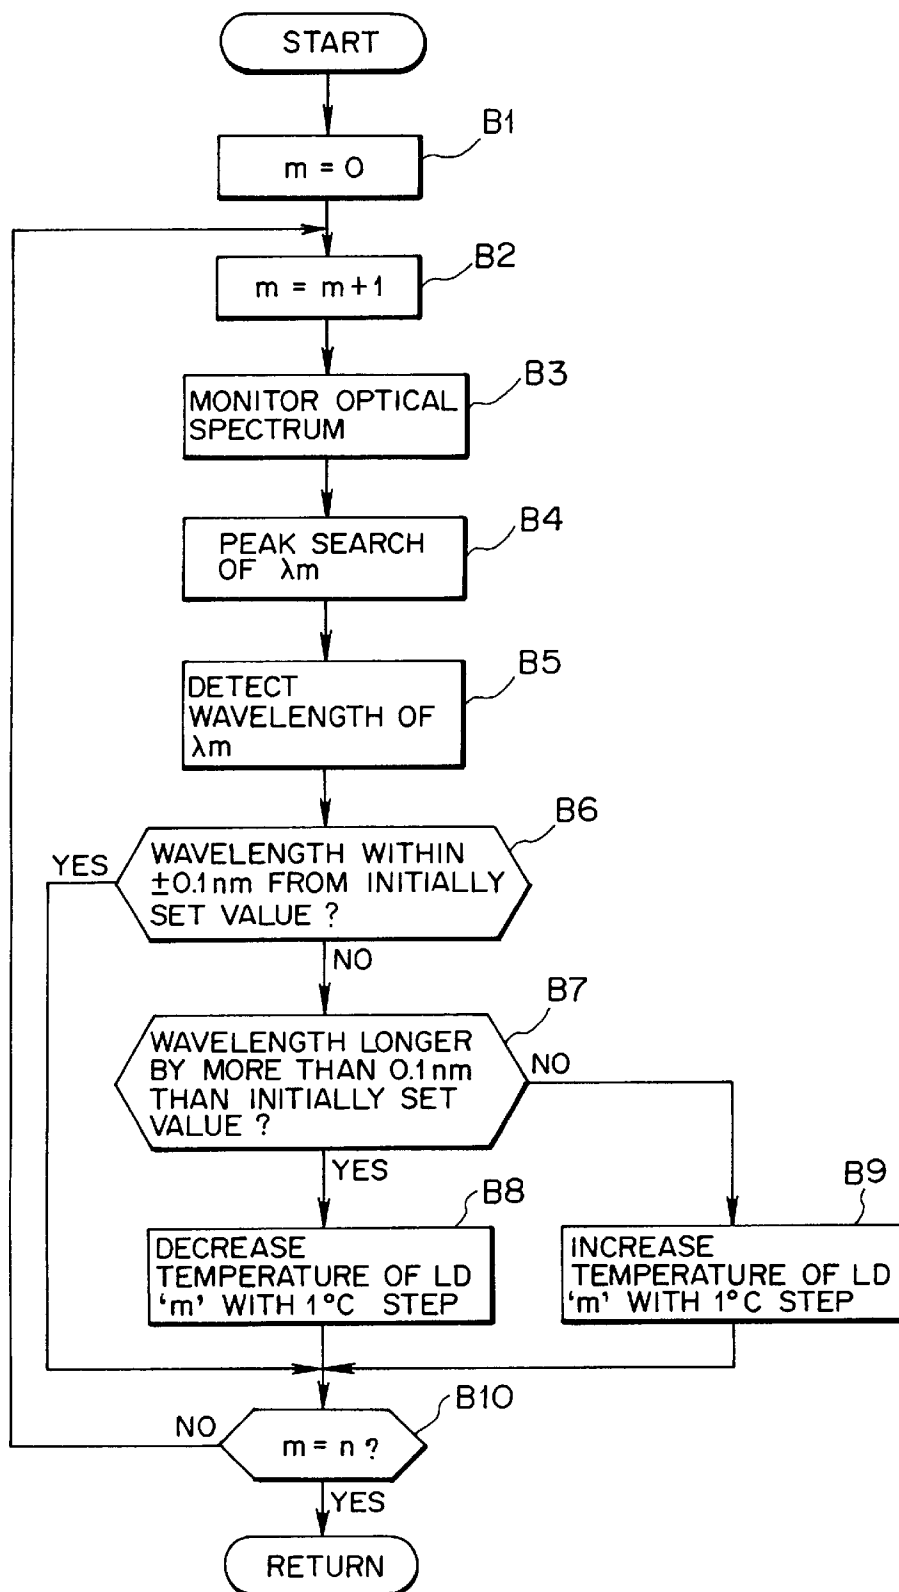 START
B1
m = 0
B2
m = m+1
B3
MONITOR OPTICAL
SPECTRUM
B4
PEAK SEARCH
OF λm
B5
DETECT
WAVELENGTH OF
λm
B6
YES
WAVELENGTH WITHIN
±0.1nm FROM INITIALLY
SET VALUE ?
NO
B7
WAVELENGTH LONGER
BY MORE THAN 0.1nm
THAN INITIALLY SET
VALUE ?
NO
YES
B8
DECREASE
TEMPERATURE OF LD
'm' WITH 1°C STEP
B9
INCREASE
TEMPERATURE OF LD
'm' WITH 1°C STEP
B10
NO
m = n ?
YES
RETURN